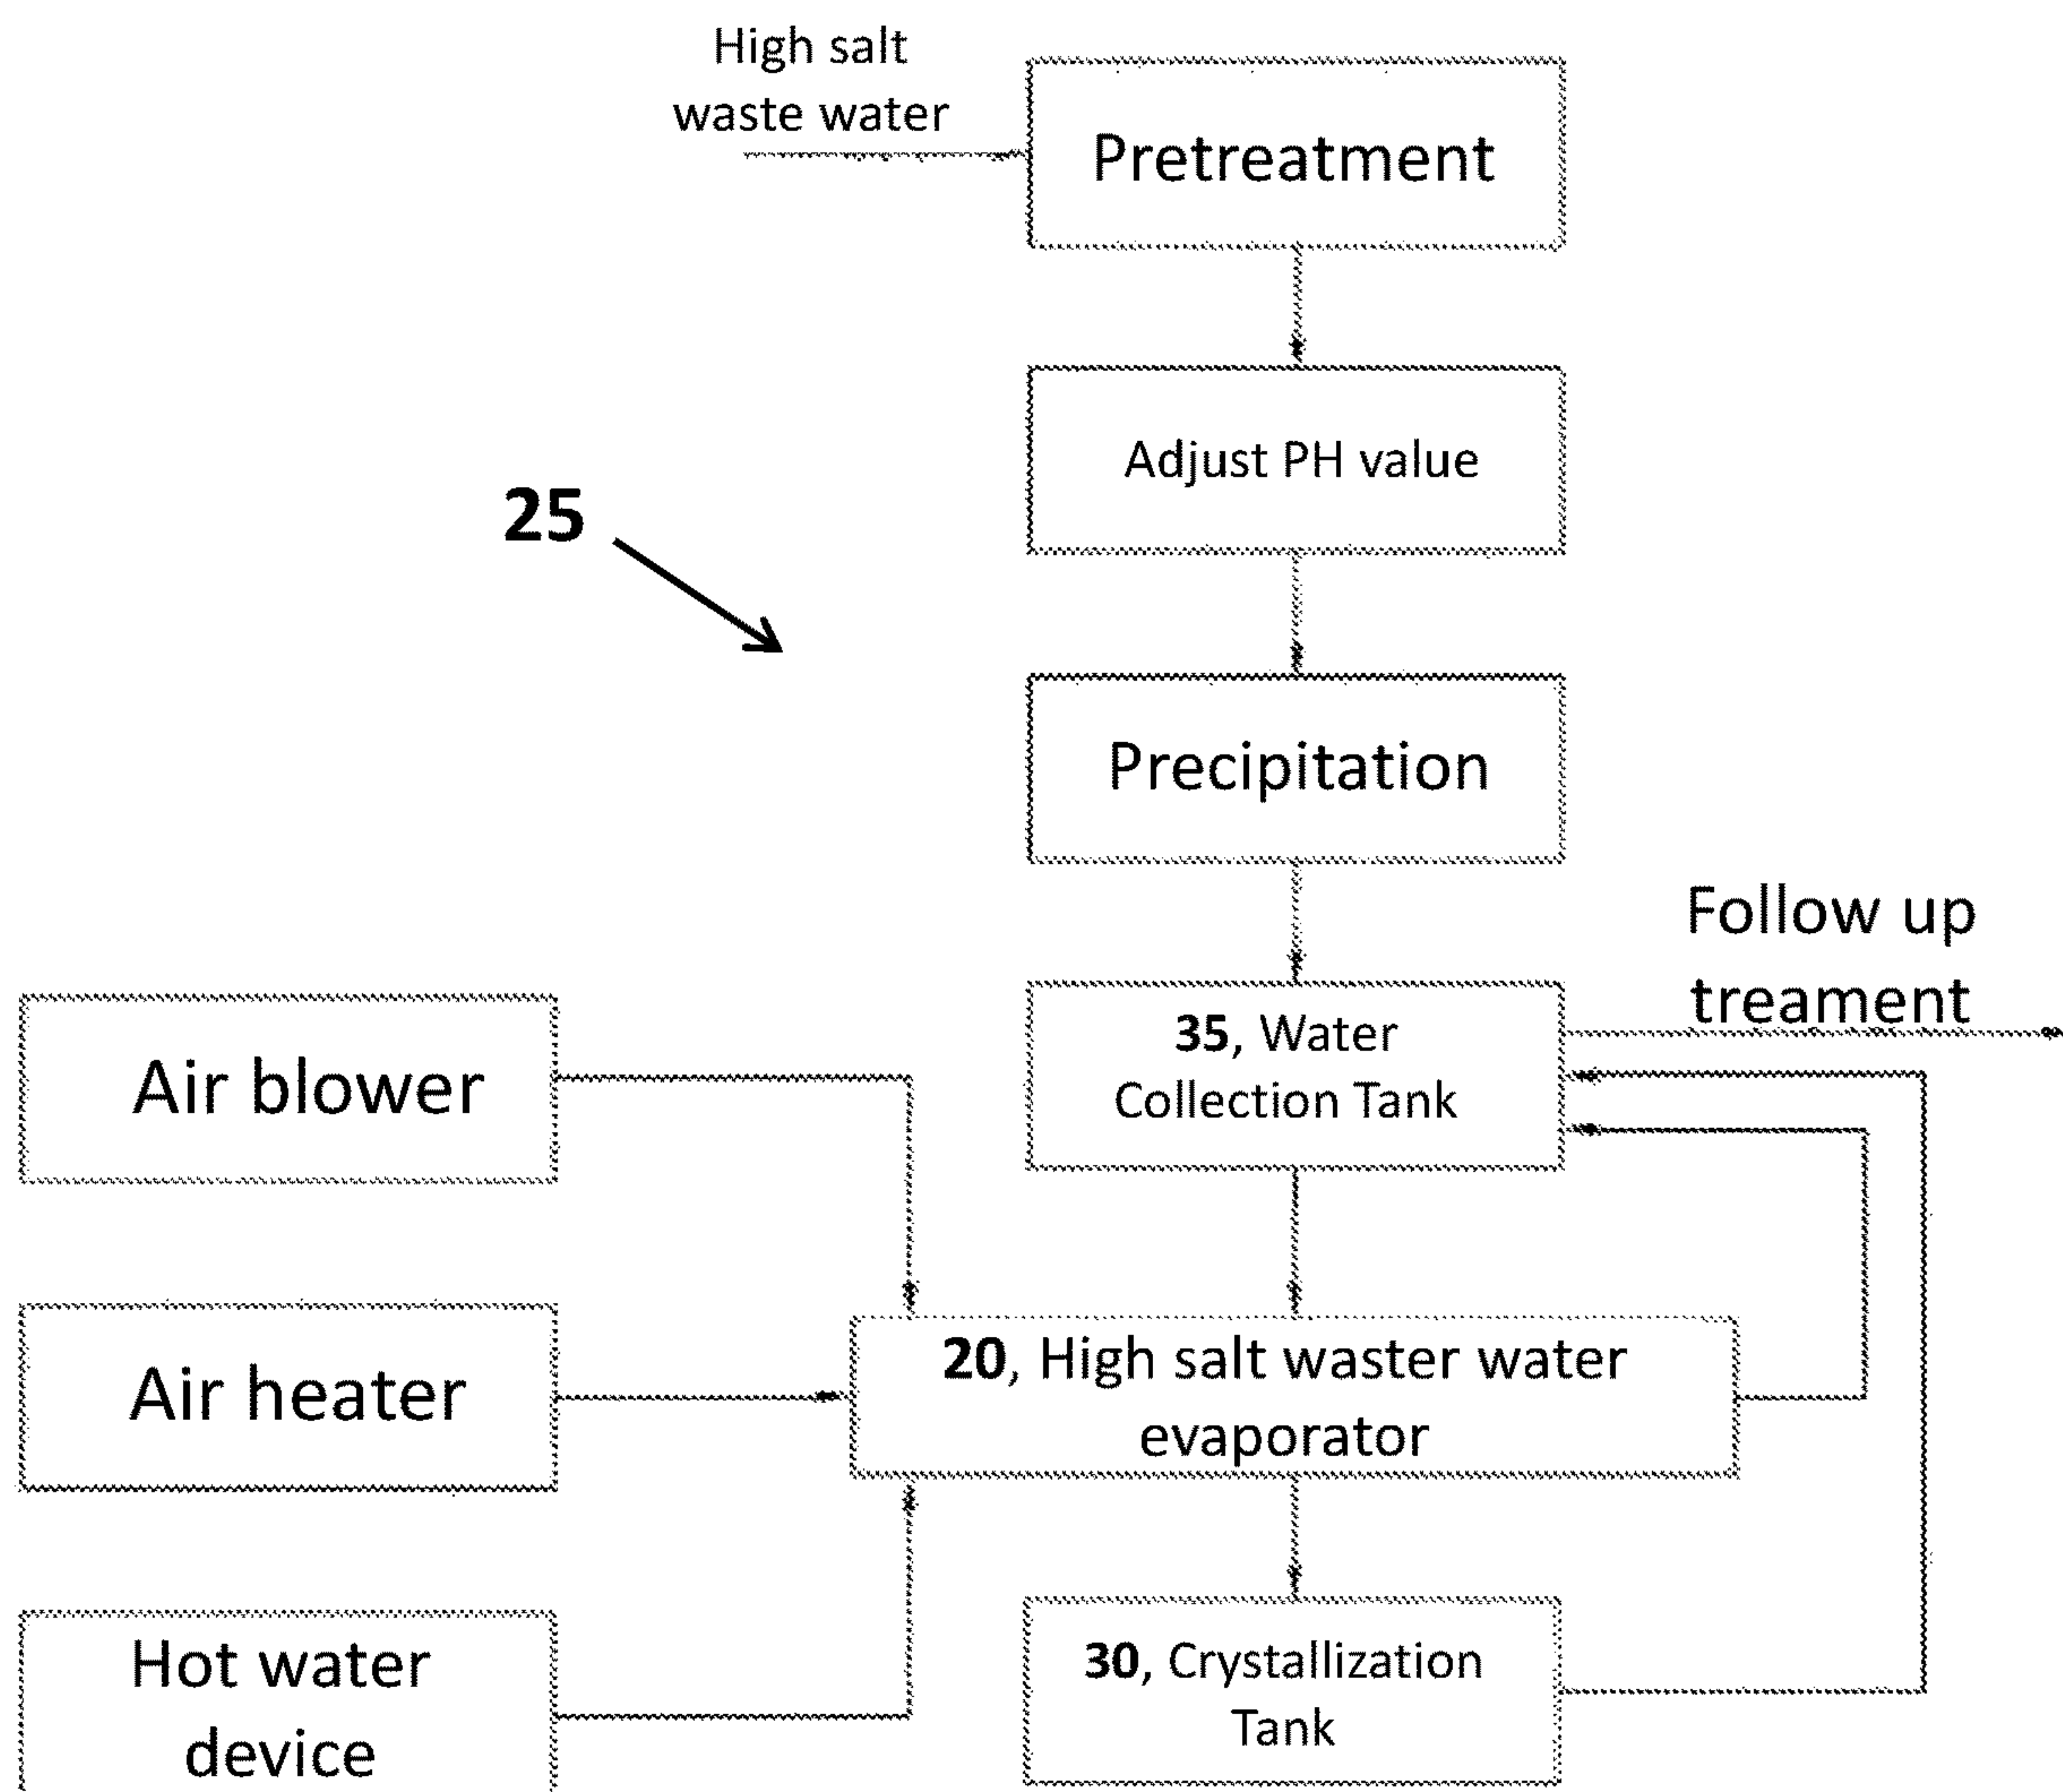 High salt
waste water
Pretreatment
Adjust PH value
25
Precipitation
Follow up
treament
35, Water
Collection Tank
Air blower
20, High salt waster water
evaporator
Air heater
Hot water
device
30, Crystallization
Tank